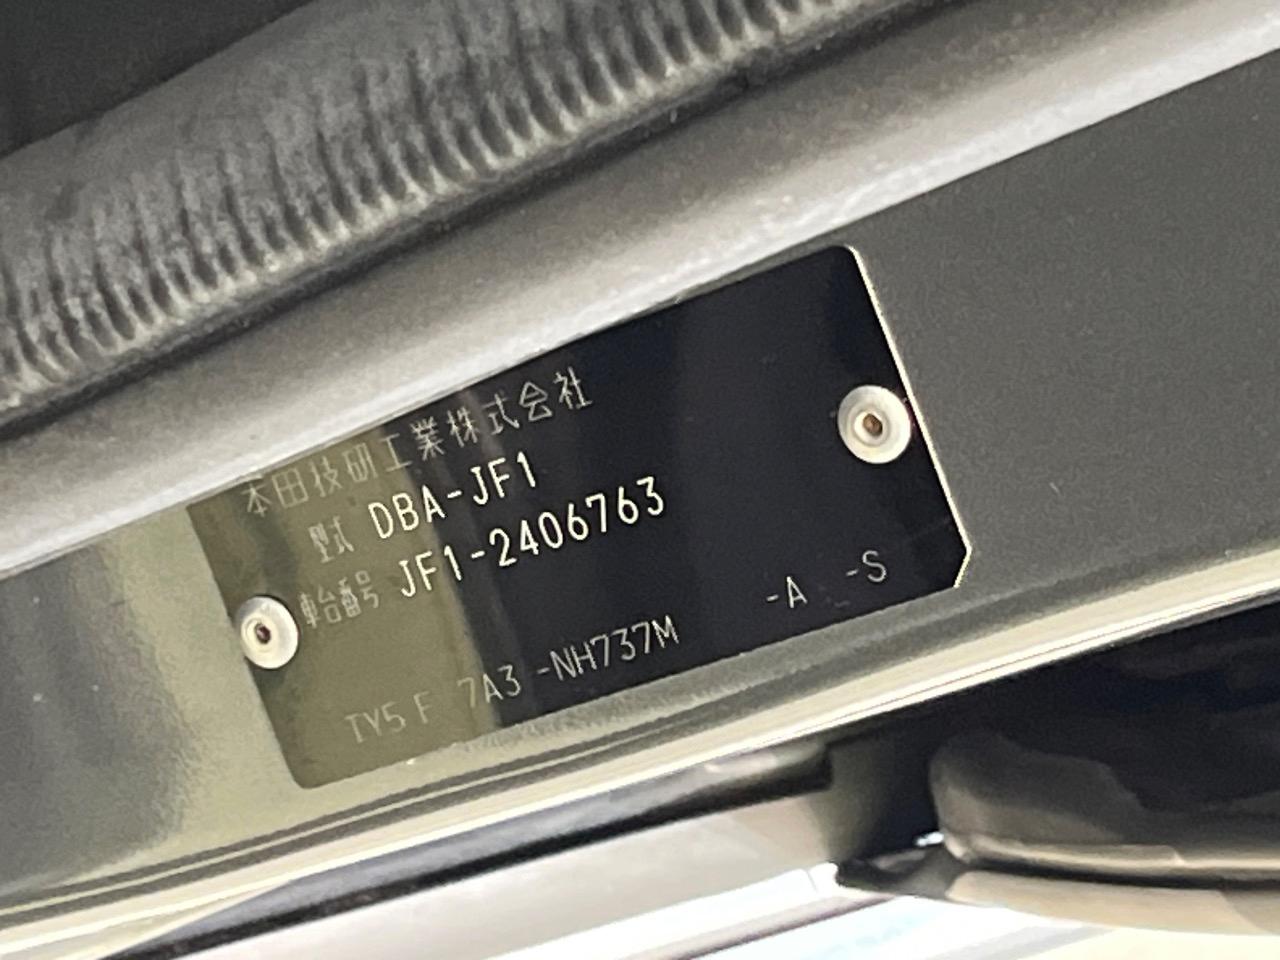 本田技研工業株式会社
型式 DBA-JF1
車台番号 JF1-2406763
TY5 F 7A3 -NH737M -A -S